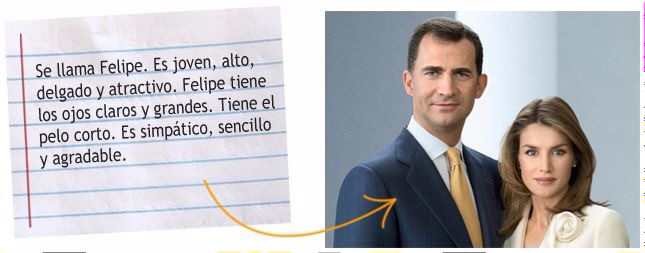 Se llama Felipe. Es joven, alto,
delgado y atractivo. Felipe tiene
los ojos claros y grandes. Tiene el
pelo corto. Es simpático, sencillo
y agradable.